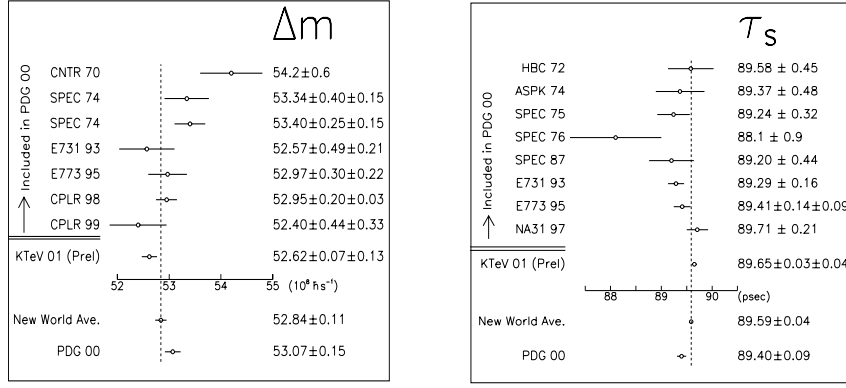 Δm
CNTR 70 54.2±0.6
SPEC 74 53.34±0.40±0.15
SPEC 74 53.40±0.25±0.15
E731 93 52.57±0.49±0.21
E773 95 52.97±0.30±0.22
CPLR 98 52.95±0.20±0.03
CPLR 99 52.40±0.44±0.33
Included in PDG 00
KTeV 01 (Prel) 52.62±0.07±0.13
52 53 54 55 (10⁸ ħs⁻¹)
New World Ave. 52.84±0.11
PDG 00 53.07±0.15
τs
HBC 72 89.58 ± 0.45
ASPK 74 89.37 ± 0.48
SPEC 75 89.24 ± 0.32
SPEC 76 88.1 ± 0.9
SPEC 87 89.20 ± 0.44
E731 93 89.29 ± 0.16
E773 95 89.41±0.14±0.09
NA31 97 89.71 ± 0.21
Included in PDG 00
KTeV 01 (Prel) 89.65±0.03±0.04
88 89 90 (psec)
New World Ave. 89.59±0.04
PDG 00 89.40±0.09